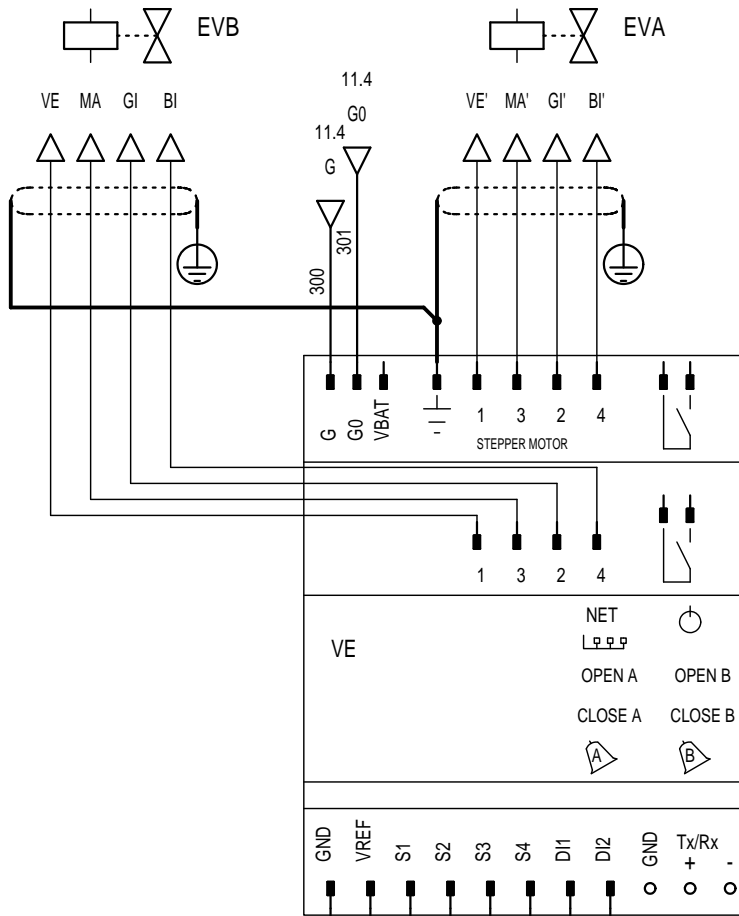 EVB
EVA
11.4
VE MA GI BI
G0
VE' MA' GI' BI'
11.4
G
301
300
G G0 VBAT
1 3 2 4
STEPPER MOTOR
1 3 2 4
NET
VE
OPEN A OPEN B
CLOSE A CLOSE B
A B
GND VREF S1 S2 S3 S4 DI1 DI2 GND Tx/Rx
+ -